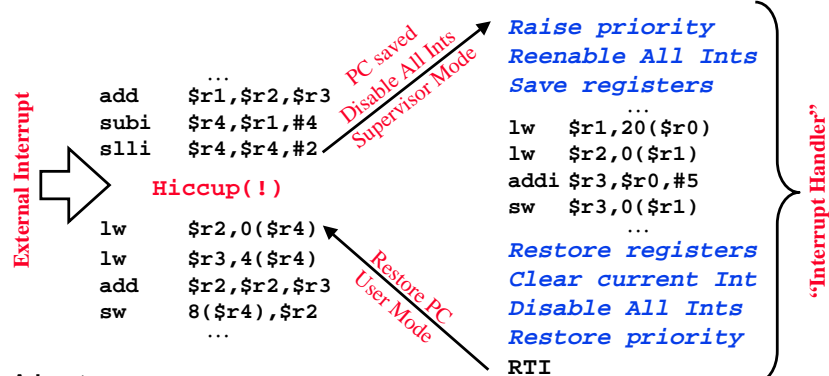 External Interrupt
…
add $r1,$r2,$r3
subi $r4,$r1,#4
slli $r4,$r4,#2
Hiccup(!)
lw $r2,0($r4)
lw $r3,4($r4)
add $r2,$r2,$r3
sw 8($r4),$r2
…
PC saved
Disable All Ints
Supervisor Mode
Raise priority
Reenable All Ints
Save registers
…
lw $r1,20($r0)
lw $r2,0($r1)
addi $r3,$r0,#5
sw $r3,0($r1)
…
Restore registers
Clear current Int
Disable All Ints
Restore priority
RTI
Restore PC
User Mode
“Interrupt Handler”